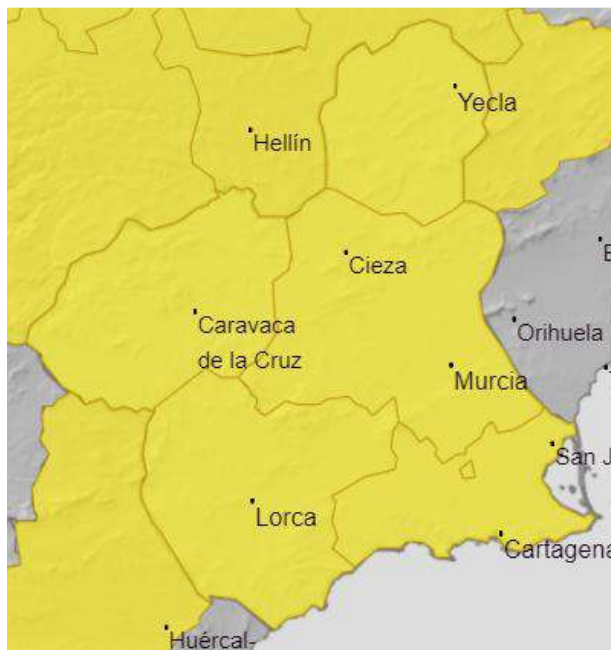 Yecla
Hellín
Cieza
Caravaca
de la Cruz
Orihuela
Murcia
San J
Lorca
Cartagena
Huércal-